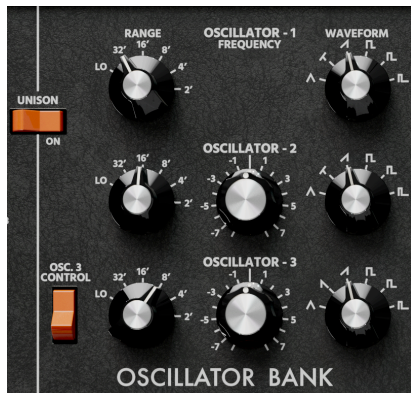 RANGE OSCILLATOR - 1 WAVEFORM
FREQUENCY
LO 32' 16' 8' 4' 2'
UNISON
ON
OSCILLATOR - 2
LO 32' 16' 8' 4' 2'
-7 -5 -3 -1 1 3 5 7
OSC. 3
CONTROL
OSCILLATOR - 3
LO 32' 16' 8' 4' 2'
-7 -5 -3 -1 1 3 5 7
OSCILLATOR BANK